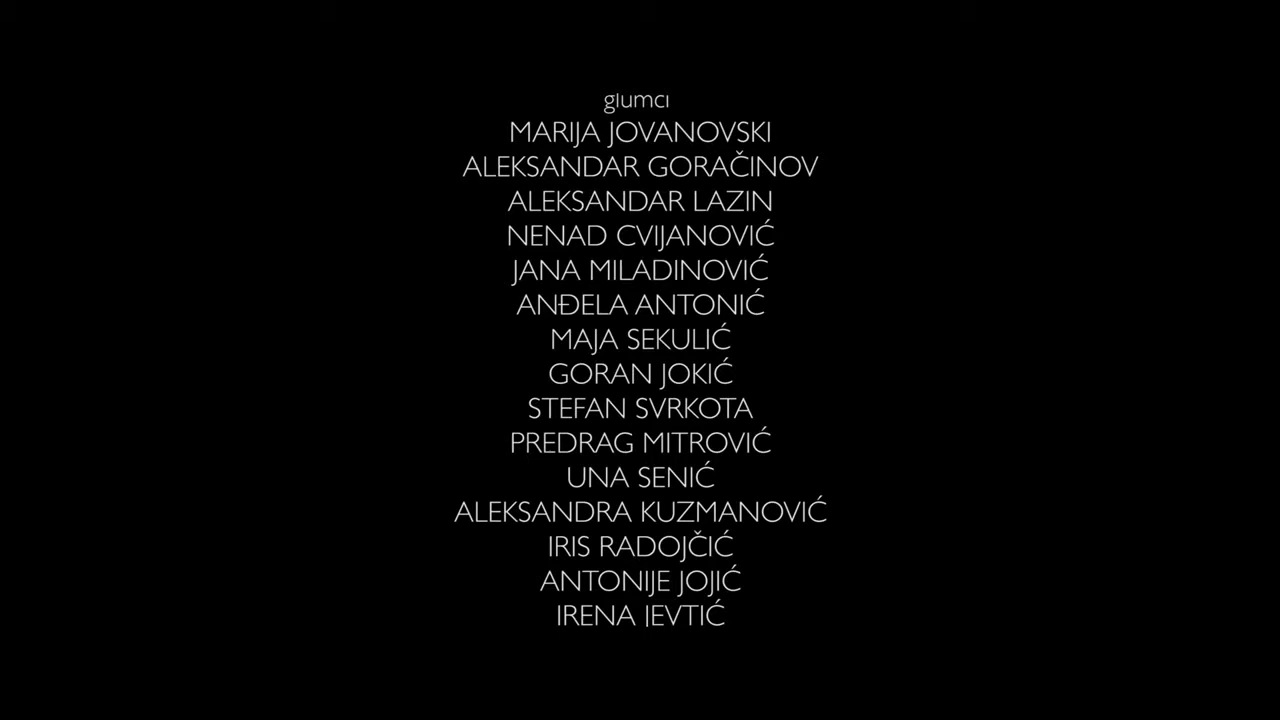 glumci
MARIJA JOVANOVSKI
ALEKSANDAR GORAČINOV
ALEKSANDAR LAZIN
NENAD CVIJANOVIĆ
JANA MILADINOVIĆ
ANĐELA ANTONIĆ
MAJA SEKULIĆ
GORAN JOKIĆ
STEFAN SVRKOTA
PREDRAG MITROVIĆ
UNA SENIĆ
ALEKSANDRA KUZMANOVIĆ
IRIS RADOJČIĆ
ANTONIJE JOJIĆ
IRENA JEVTIĆ